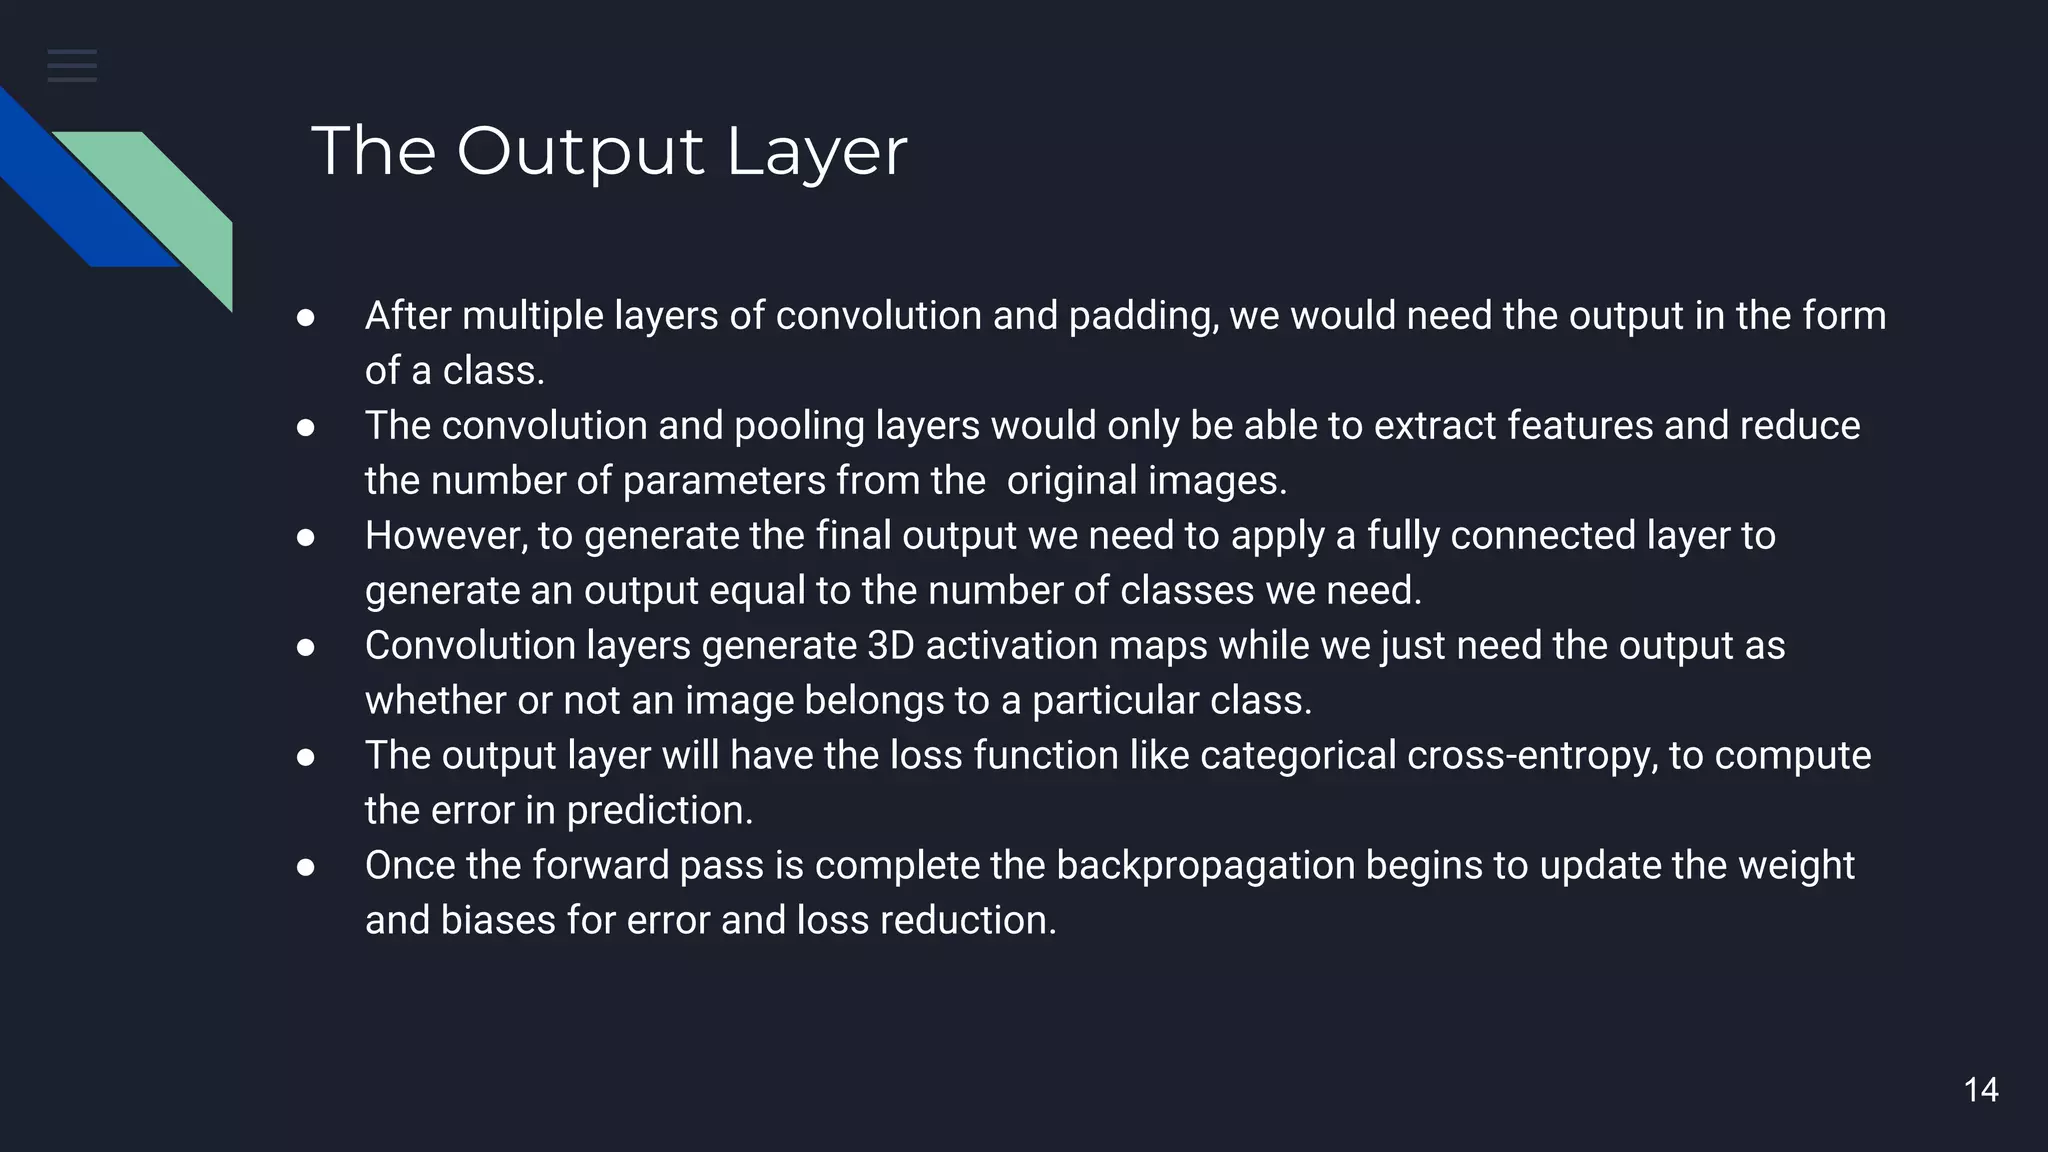 The Output Layer
● After multiple layers of convolution and padding, we would need the output in the form
of a class.
● The convolution and pooling layers would only be able to extract features and reduce
the number of parameters from the  original images.
● However, to generate the final output we need to apply a fully connected layer to
generate an output equal to the number of classes we need.
● Convolution layers generate 3D activation maps while we just need the output as
whether or not an image belongs to a particular class.
● The output layer will have the loss function like categorical cross-entropy, to compute
the error in prediction.
● Once the forward pass is complete the backpropagation begins to update the weight
and biases for error and loss reduction.
14